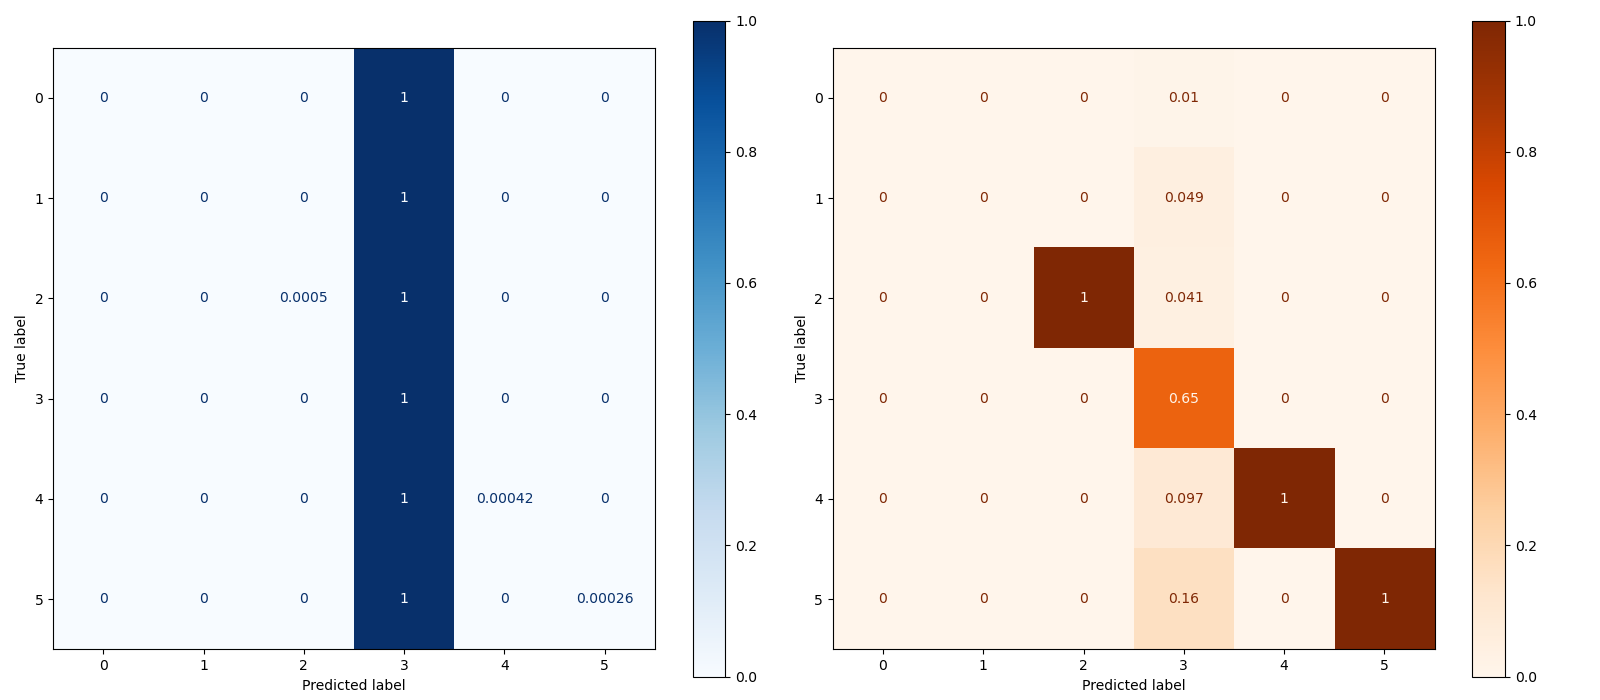 0 0 0 0 1 0 0
1 0 0 0 1 0 0
2 0 0 0.0005 1 0 0
3 0 0 0 1 0 0
4 0 0 0 1 0.00042 0
5 0 0 0 1 0 0.00026
0 1 2 3 4 5
True label
Predicted label
1.0
0.8
0.6
0.4
0.2
0.0
0 0 0 0 0.01 0 0
1 0 0 0 0.049 0 0
2 0 0 1 0.041 0 0
3 0 0 0 0.65 0 0
4 0 0 0 0.097 1 0
5 0 0 0 0.16 0 1
0 1 2 3 4 5
True label
Predicted label
1.0
0.8
0.6
0.4
0.2
0.0